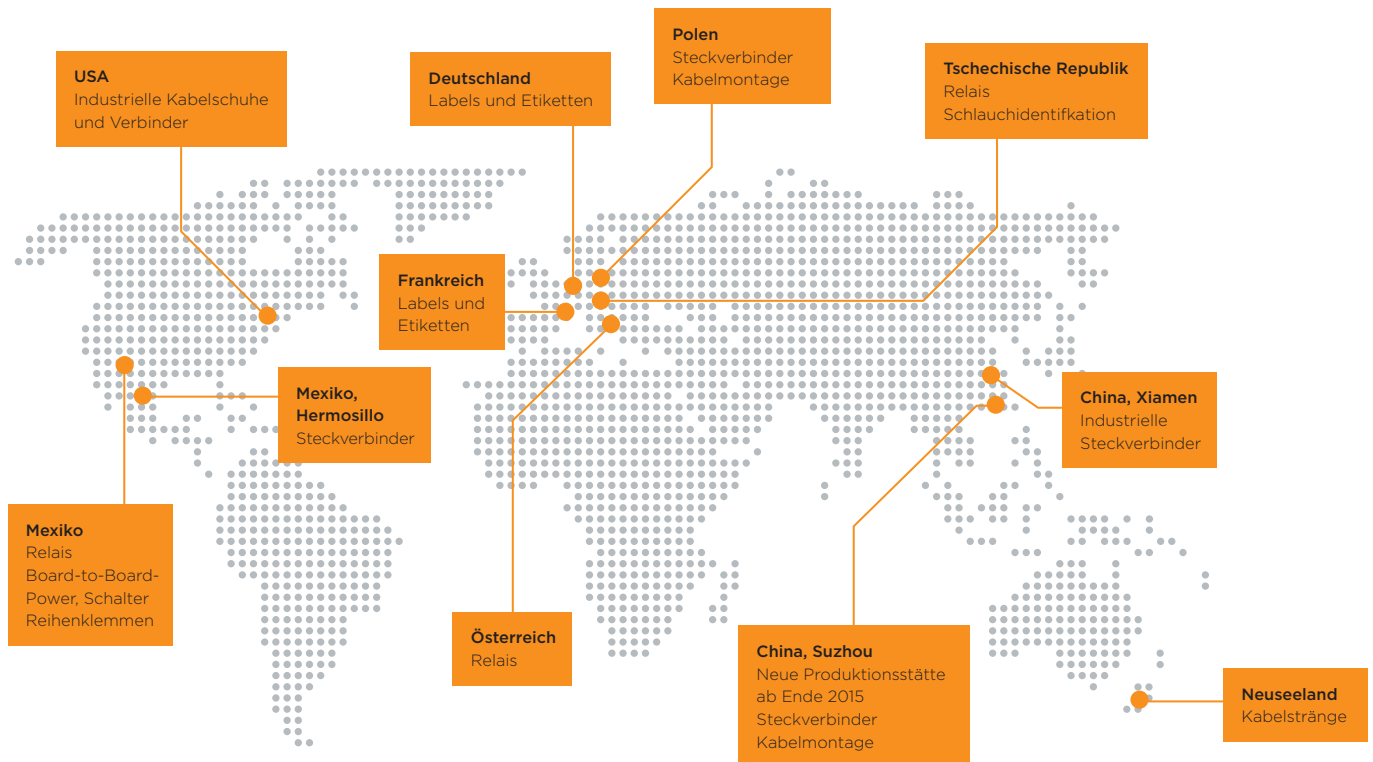 USA
Industrielle Kabelschuhe
und Verbinder
Deutschland
Labels und Etiketten
Polen
Steckverbinder
Kabelmontage
Tschechische Republik
Relais
Schlauchidentifkation
Frankreich
Labels und
Etiketten
Mexiko,
Hermosillo
Steckverbinder
China, Xiamen
Industrielle
Steckverbinder
Mexiko
Relais
Board-to-Board-
Power, Schalter
Reihenklemmen
Österreich
Relais
China, Suzhou
Neue Produktionsstätte
ab Ende 2015
Steckverbinder
Kabelmontage
Neuseeland
Kabelstränge